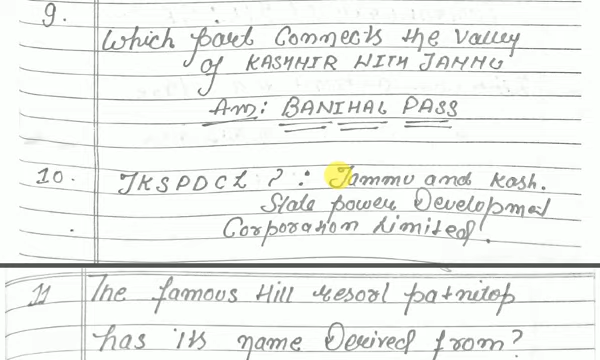 9.
Which part Connects the Valley
of KASHMIR WITH JAMMU
Ans: BANIHAL PASS
10. JKSPDCL ? : Jammu and Kash.
State power Development
Corporation Limited.
11 The famous Hill resort patnitop
has its name Derived from?